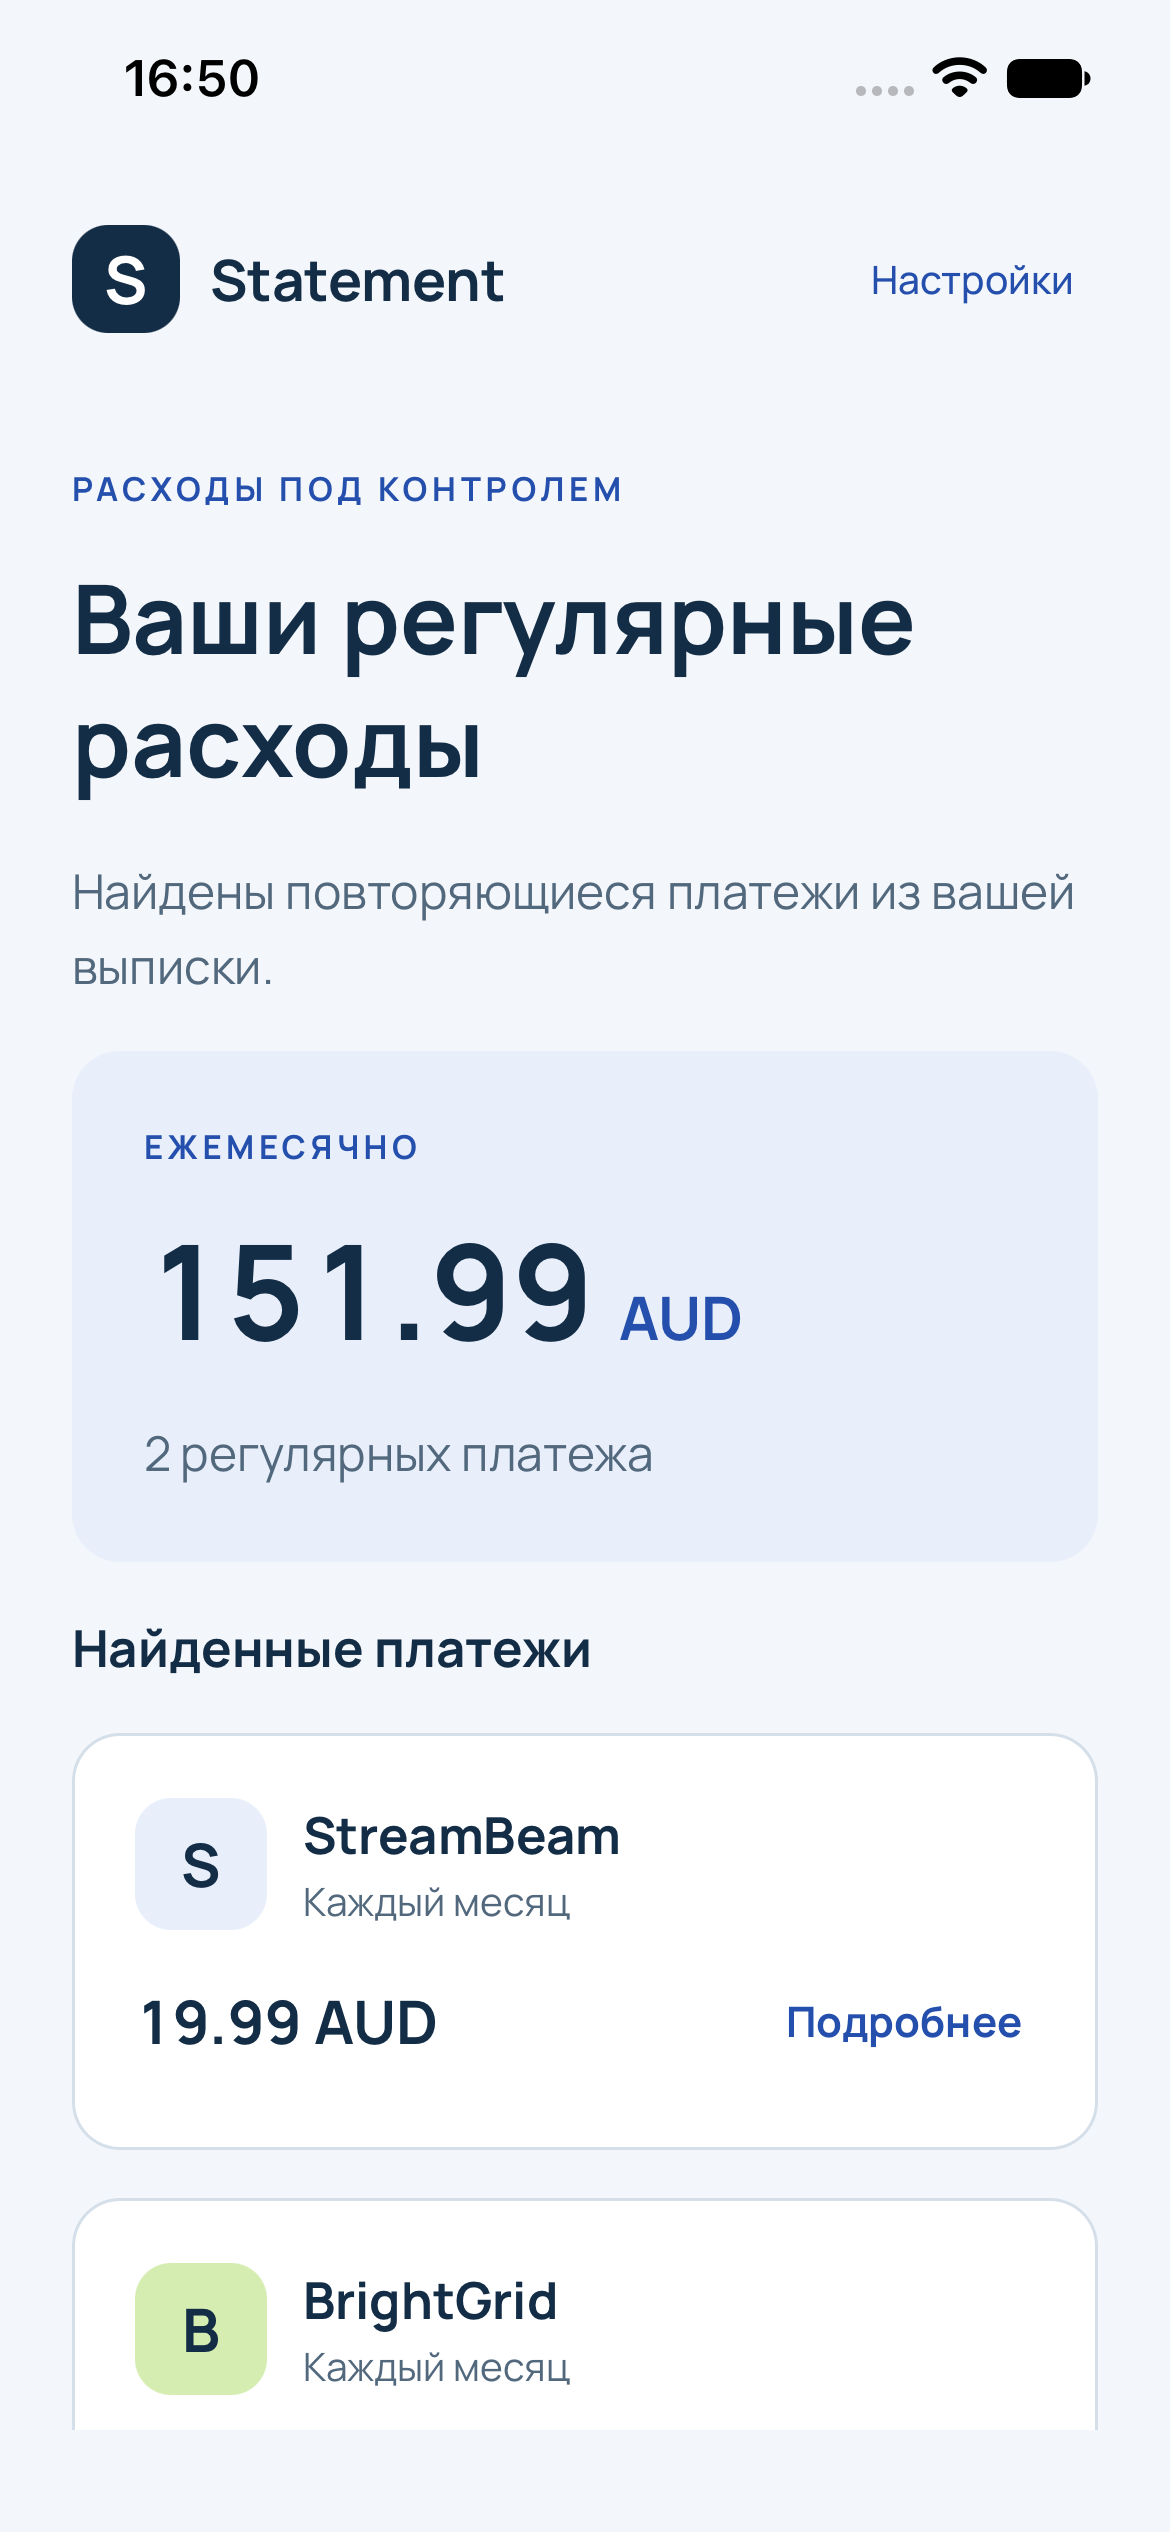 16:50
S Statement
Настройки
РАСХОДЫ ПОД КОНТРОЛЕМ
Ваши регулярные
расходы
Найдены повторяющиеся платежи из вашей
выписки.
ЕЖЕМЕСЯЧНО
151.99 AUD
2 регулярных платежа
Найденные платежи
S
StreamBeam
Каждый месяц
19.99 AUD
Подробнее
B
BrightGrid
Каждый месяц